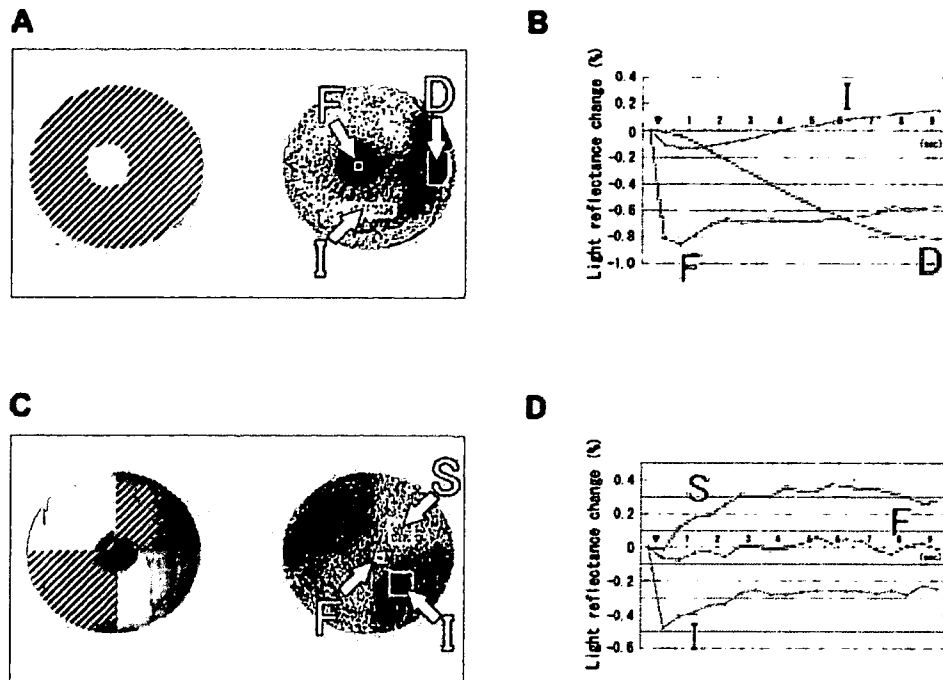 A
F
D
I
B
Light reflectance change (%)
0.4
0.2
0
-0.2
-0.4
-0.6
-0.8
-1.0
1 2 3 4 5 6 7 8 9
(sec)
I
F
D
C
S
F
I
D
Light reflectance change (%)
0.4
0.2
0
-0.2
-0.4
-0.6
1 2 3 4 5 6 7 8 9
(sec)
S
F
I